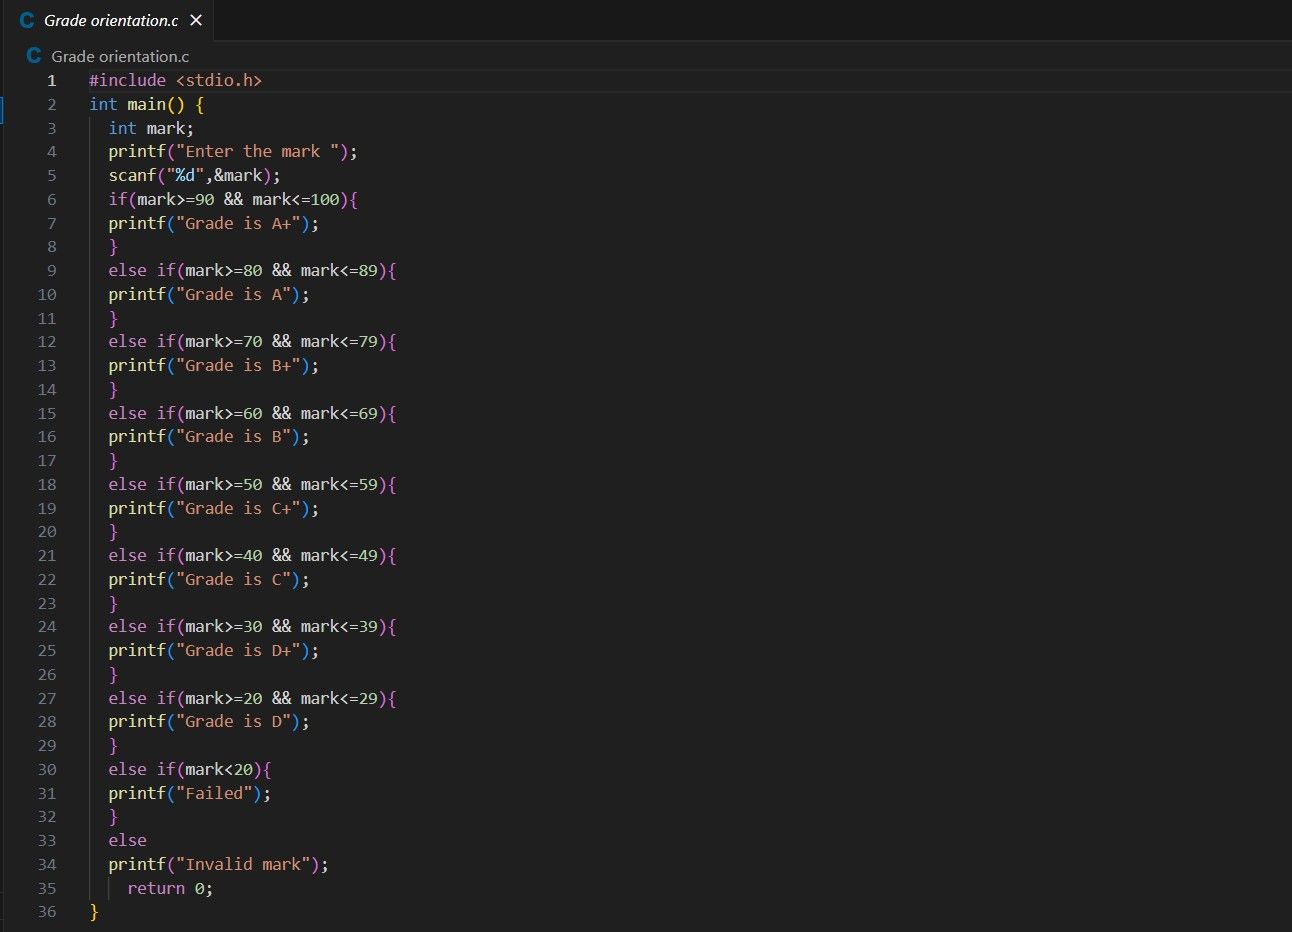 C Grade orientation.c ×
C Grade orientation.c
1 #include <stdio.h>
2 int main() {
3 int mark;
4 printf("Enter the mark ");
5 scanf("%d",&mark);
6 if(mark>=90 && mark<=100){
7 printf("Grade is A+");
8 }
9 else if(mark>=80 && mark<=89){
10 printf("Grade is A");
11 }
12 else if(mark>=70 && mark<=79){
13 printf("Grade is B+");
14 }
15 else if(mark>=60 && mark<=69){
16 printf("Grade is B");
17 }
18 else if(mark>=50 && mark<=59){
19 printf("Grade is C+");
20 }
21 else if(mark>=40 && mark<=49){
22 printf("Grade is C");
23 }
24 else if(mark>=30 && mark<=39){
25 printf("Grade is D+");
26 }
27 else if(mark>=20 && mark<=29){
28 printf("Grade is D");
29 }
30 else if(mark<20){
31 printf("Failed");
32 }
33 else
34 printf("Invalid mark");
35 return 0;
36 }